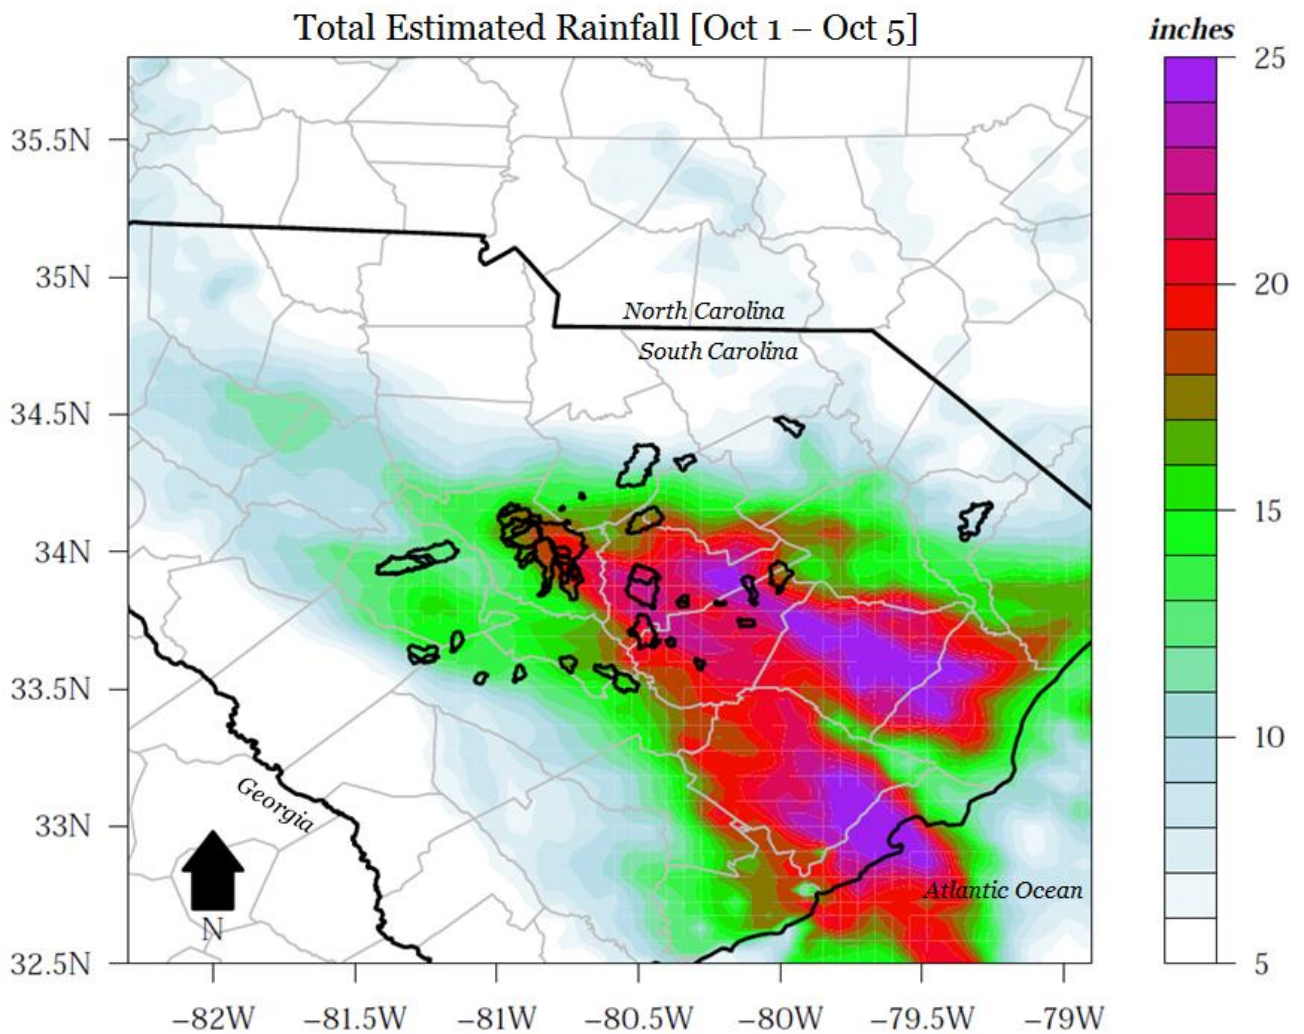 Total Estimated Rainfall [Oct 1 – Oct 5]
inches
25
20
15
10
5
35.5N
35N
34.5N
34N
33.5N
33N
32.5N
North Carolina
South Carolina
Georgia
Atlantic Ocean
N
−82W
−81.5W
−81W
−80.5W
−80W
−79.5W
−79W